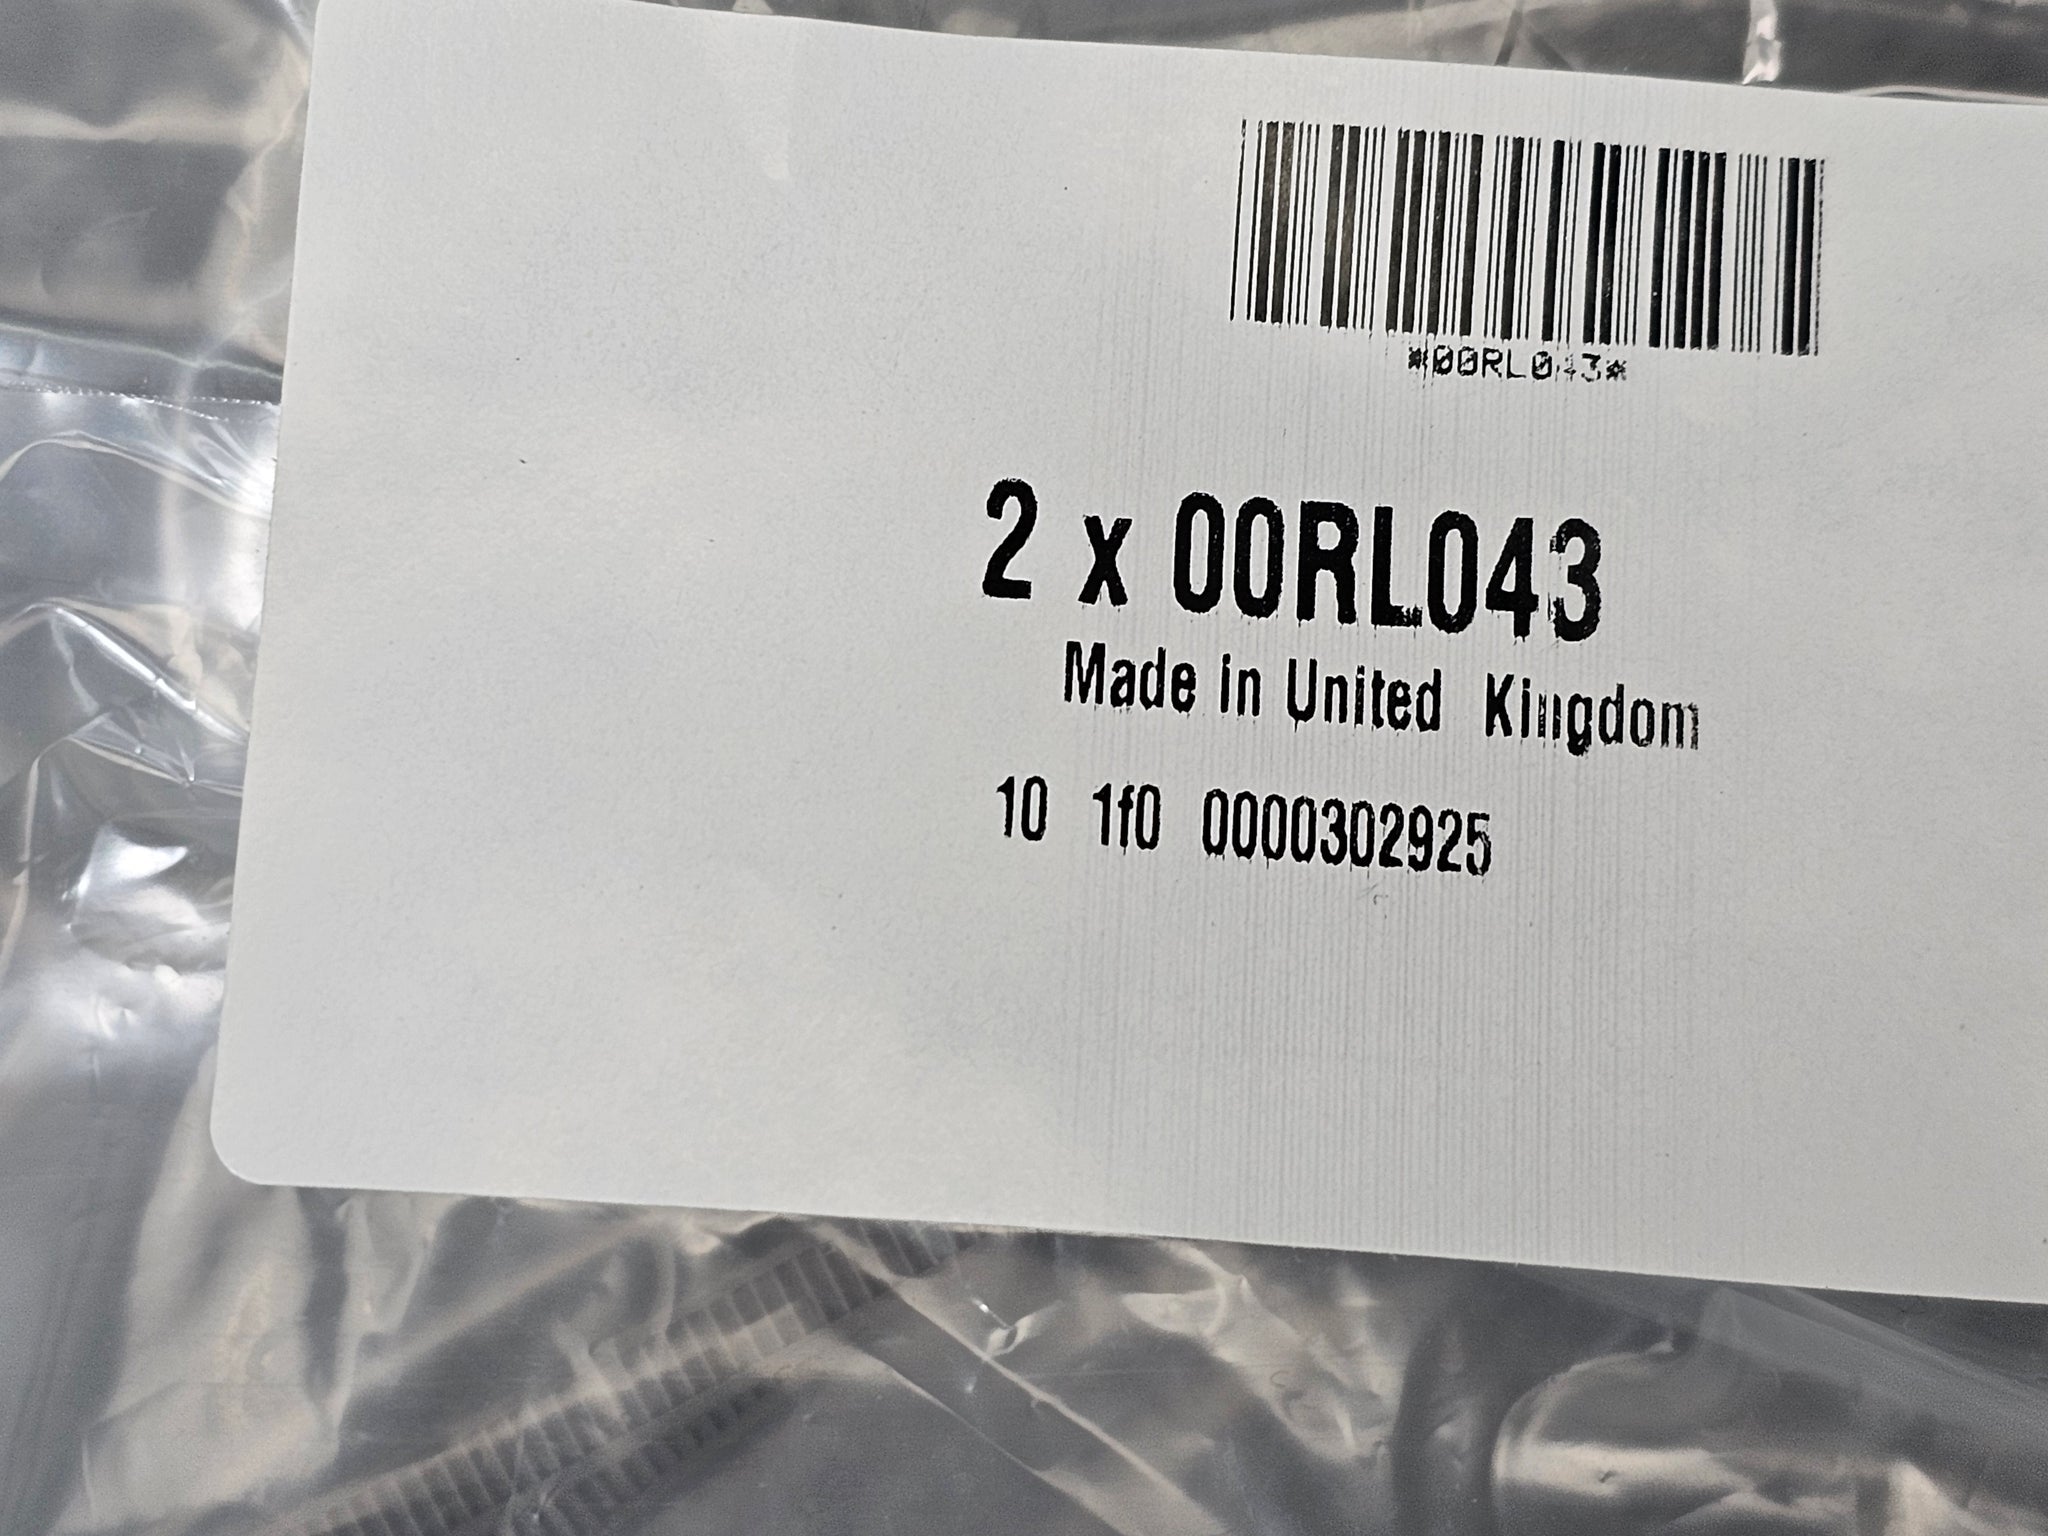 *00RL043*
2 x 00RL043
Made in United Kingdom
10 1f0 0000302925